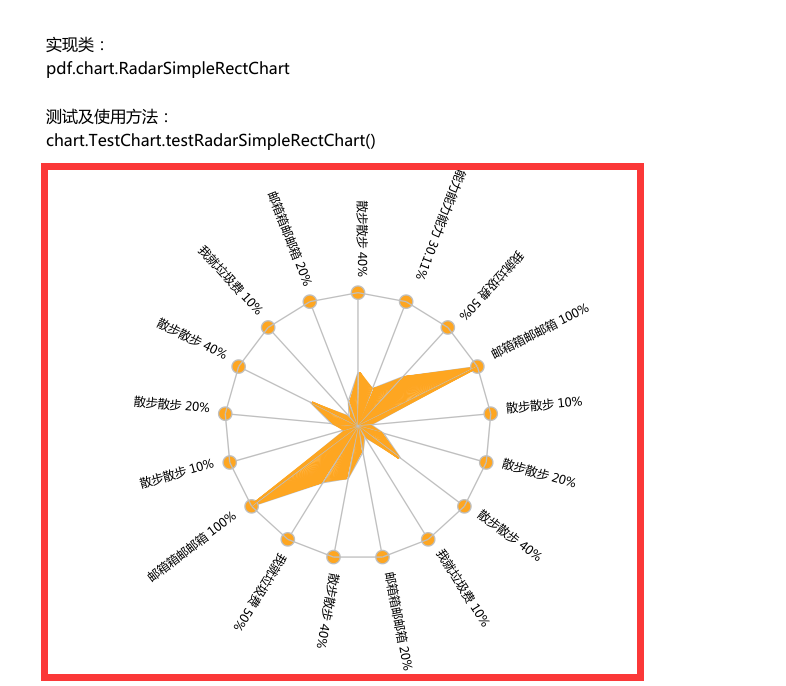 实现类：
pdf.chart.RadarSimpleRectChart
测试及使用方法：
chart.TestChart.testRadarSimpleRectChart()
散步散步 40%
能力能力能力 30.11%
我就垃圾费 50%
邮箱箱邮邮箱 100%
散步散步 10%
散步散步 20%
散步散步 40%
我就垃圾费 10%
邮箱箱邮邮箱 20%
散步散步 40%
我就垃圾费 50%
邮箱箱邮邮箱 100%
散步散步 10%
散步散步 20%
散步散步 40%
我就垃圾费 10%
邮箱箱邮邮箱 20%